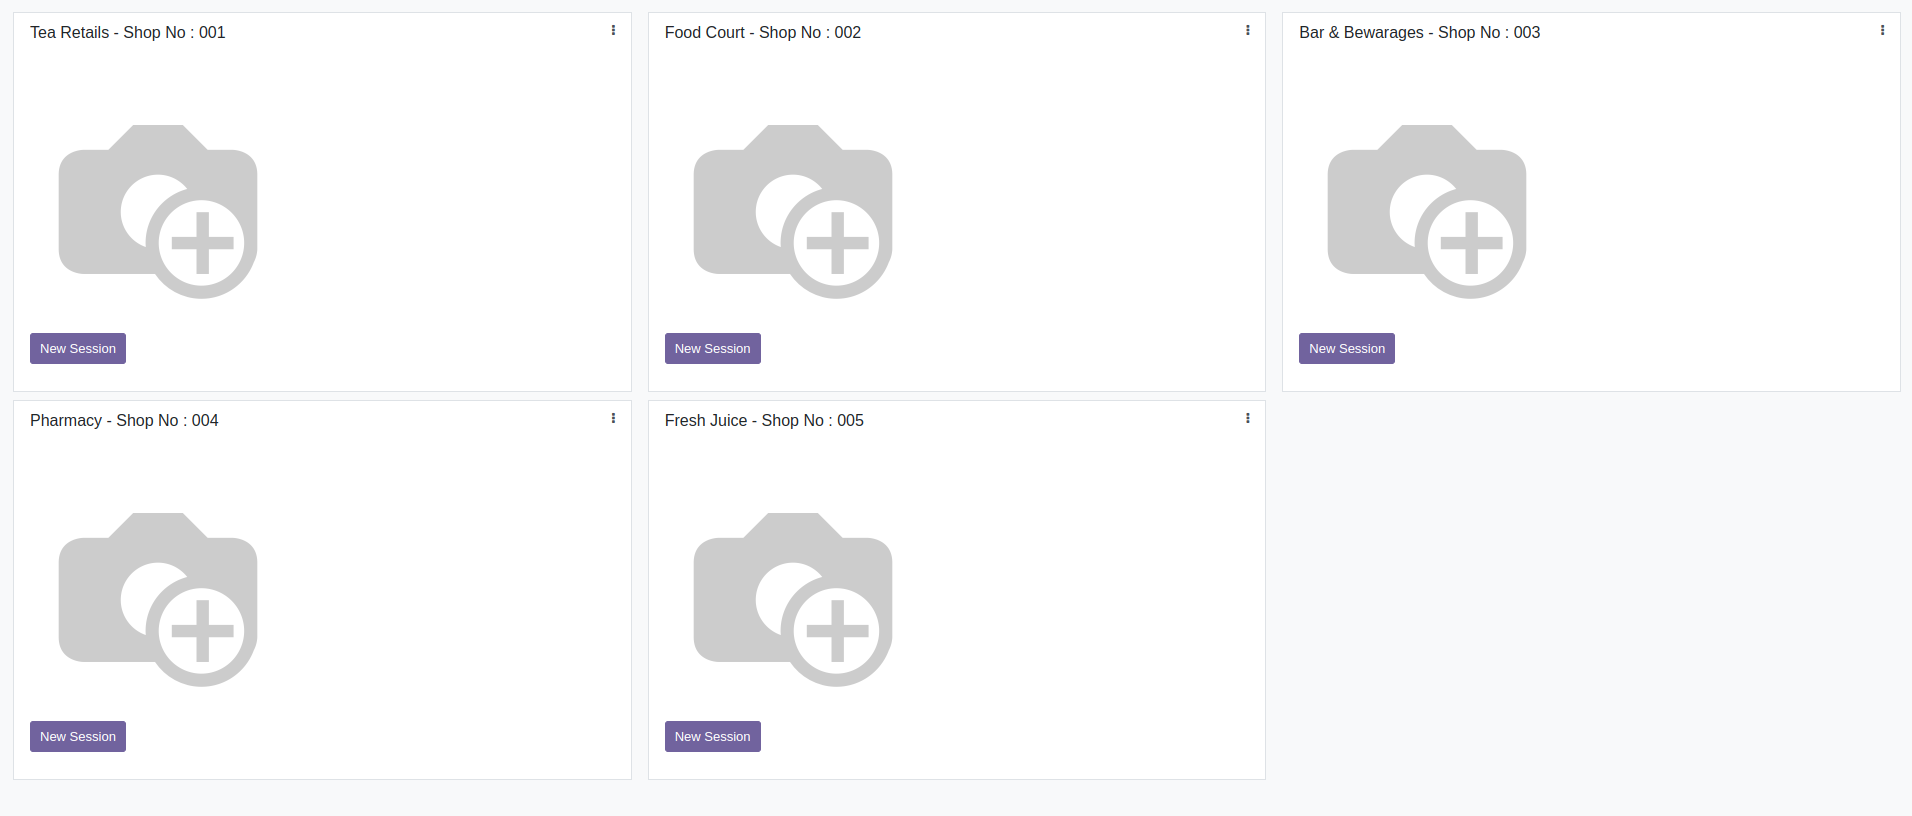 Tea Retails - Shop No : 001
Food Court - Shop No : 002
Bar & Bewarages - Shop No : 003
New Session
New Session
New Session
Pharmacy - Shop No : 004
Fresh Juice - Shop No : 005
New Session
New Session